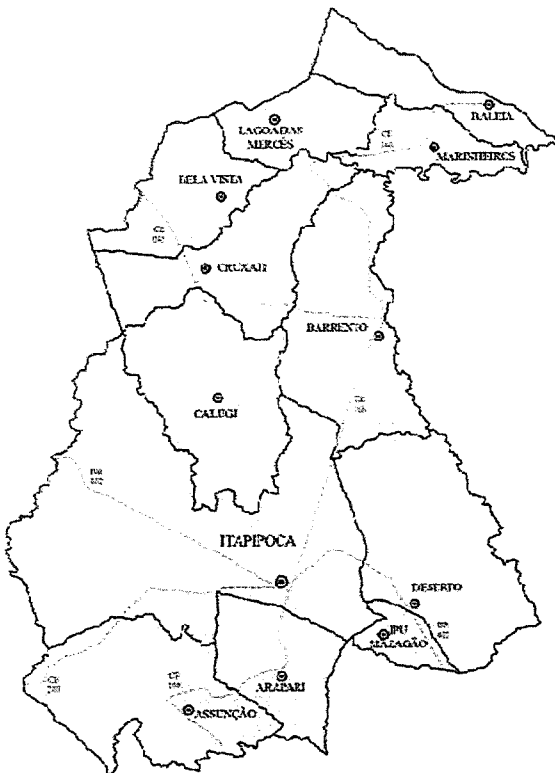 BALEIA
LAGOA DAS
MERCÊS
MARINHEIROS
BELA VISTA
CRUXATI
BARRENTO
CALUGI
ITAPIPOCA
DESERTO
IPU
MAZAGÃO
ARAPARI
ASSUNÇÃO